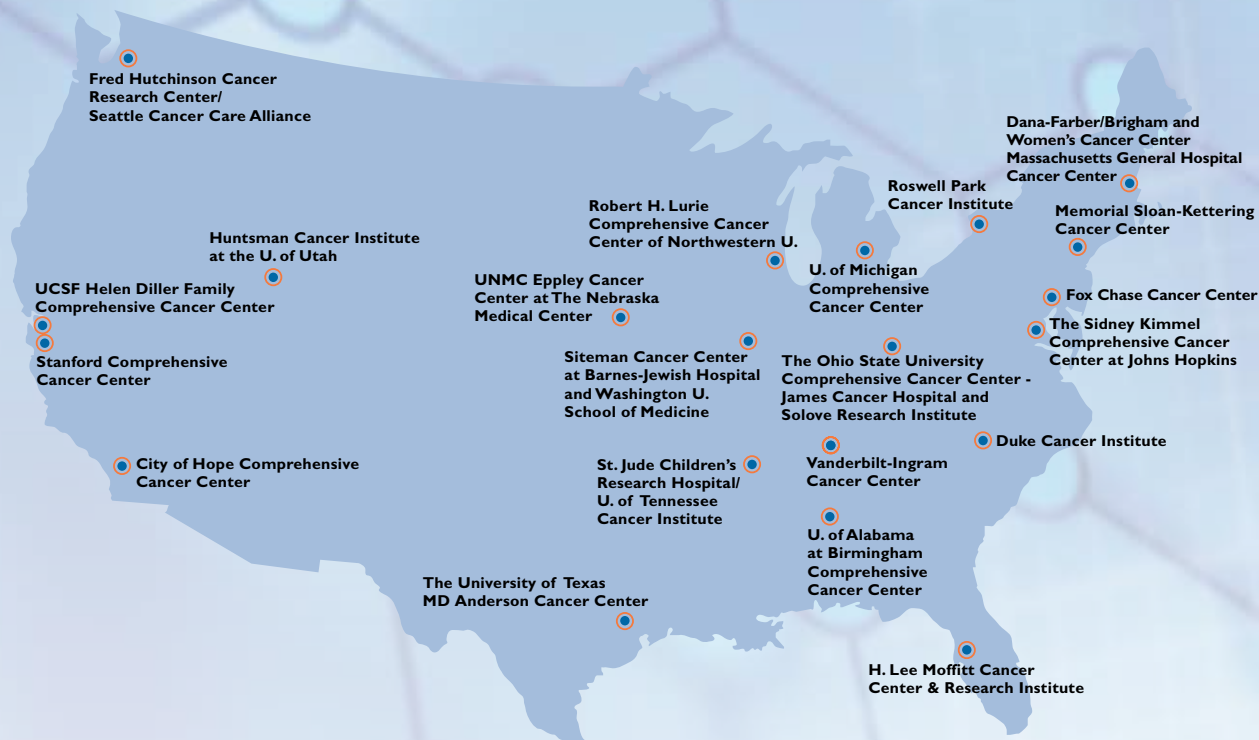 Fred Hutchinson Cancer
Research Center/
Seattle Cancer Care Alliance
Dana-Farber/Brigham and
Women's Cancer Center
Massachusetts General Hospital
Cancer Center
Roswell Park
Cancer Institute
Robert H. Lurie
Comprehensive Cancer
Center of Northwestern U.
Memorial Sloan-Kettering
Cancer Center
Huntsman Cancer Institute
at the U. of Utah
U. of Michigan
Comprehensive
Cancer Center
UNMC Eppley Cancer
Center at The Nebraska
Medical Center
UCSF Helen Diller Family
Comprehensive Cancer Center
Fox Chase Cancer Center
The Sidney Kimmel
Comprehensive Cancer
Center at Johns Hopkins
Stanford Comprehensive
Cancer Center
Siteman Cancer Center
at Barnes-Jewish Hospital
and Washington U.
School of Medicine
The Ohio State University
Comprehensive Cancer Center -
James Cancer Hospital and
Solove Research Institute
Duke Cancer Institute
City of Hope Comprehensive
Cancer Center
St. Jude Children's
Research Hospital/
U. of Tennessee
Cancer Institute
Vanderbilt-Ingram
Cancer Center
U. of Alabama
at Birmingham
Comprehensive
Cancer Center
The University of Texas
MD Anderson Cancer Center
H. Lee Moffitt Cancer
Center & Research Institute